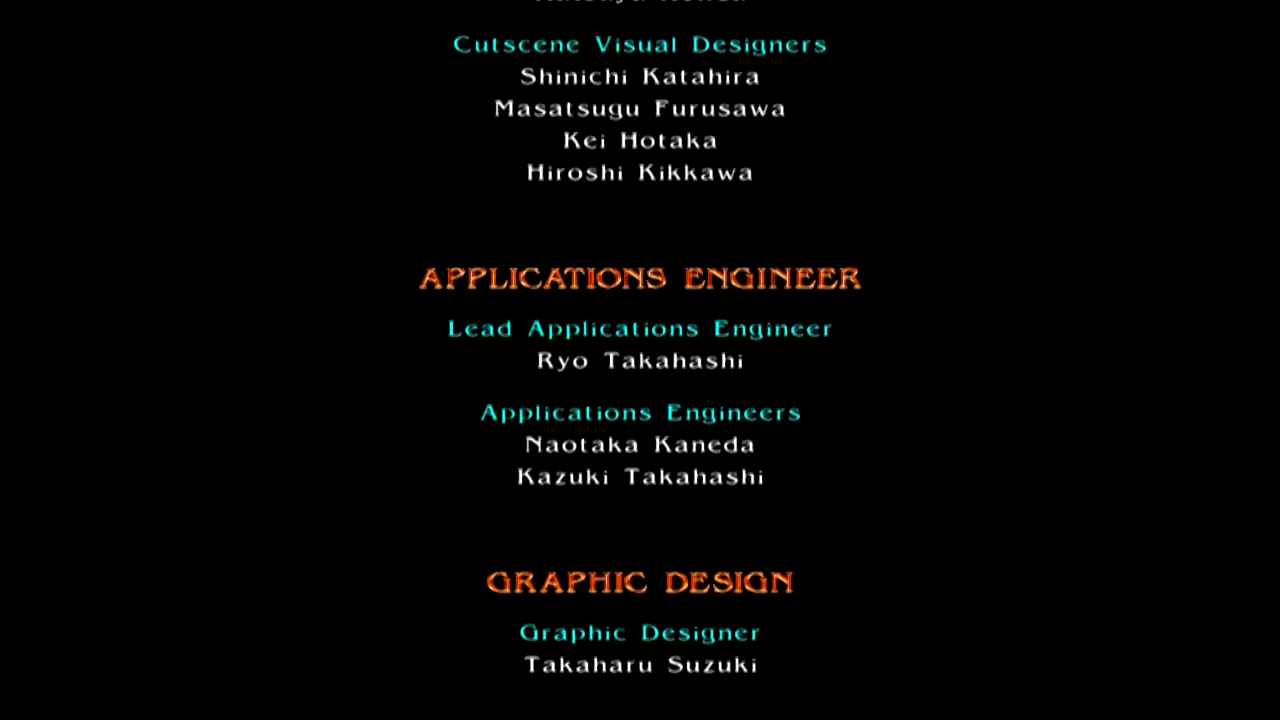 Cutscene Visual Designers
Shinichi Katahira
Masatsugu Furusawa
Kei Hotaka
Hiroshi Kikkawa
APPLICATIONS ENGINEER
Lead Applications Engineer
Ryo Takahashi
Applications Engineers
Naotaka Kaneda
Kazuki Takahashi
GRAPHIC DESIGN
Graphic Designer
Takaharu Suzuki